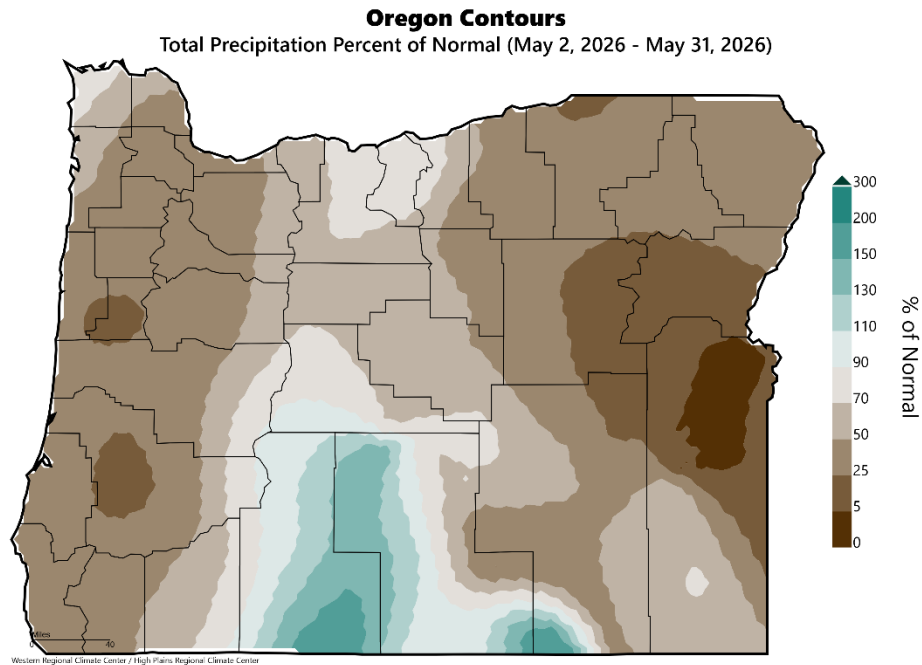 Oregon Contours
Total Precipitation Percent of Normal (May 2, 2026 - May 31, 2026)
300
200
150
130
110
90
70
50
25
5
0
% of Normal
Miles
0 40
Western Regional Climate Center / High Plains Regional Climate Center